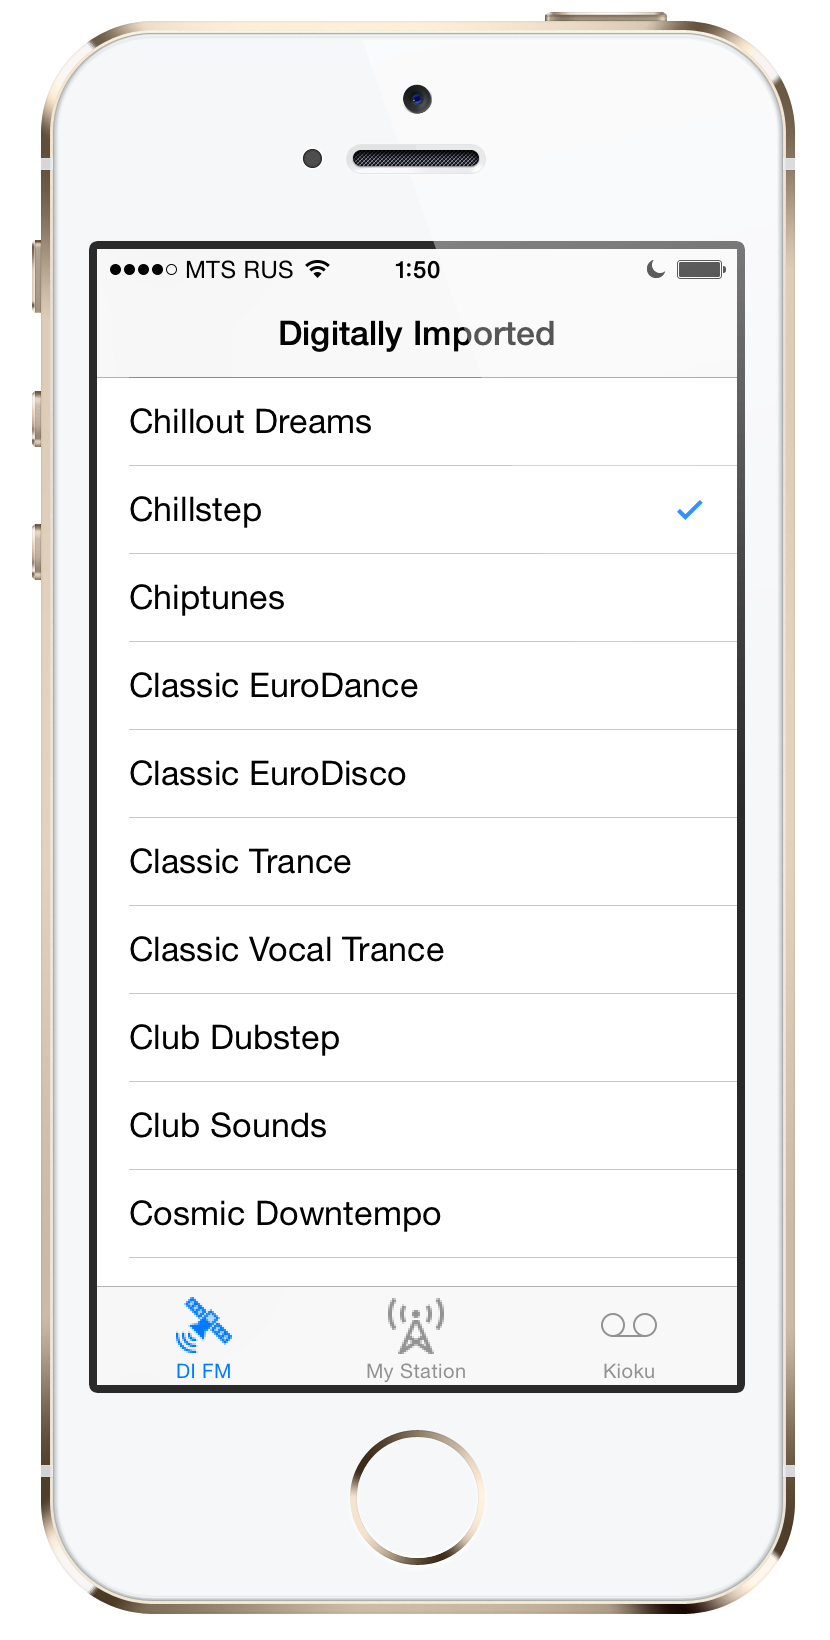 MTS RUS 1:50
Digitally Imported
Chillout Dreams
Chillstep
Chiptunes
Classic EuroDance
Classic EuroDisco
Classic Trance
Classic Vocal Trance
Club Dubstep
Club Sounds
Cosmic Downtempo
DI FM My Station Kioku